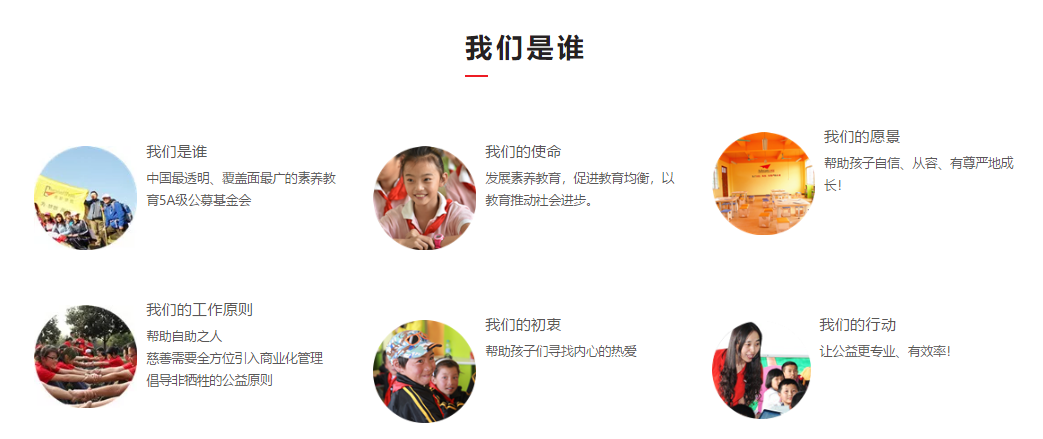 我们是谁
我们是谁
中国最透明、覆盖面最广的素养教
育5A级公募基金会
我们的使命
发展素养教育，促进教育均衡，以
教育推动社会进步。
我们的愿景
帮助孩子自信、从容、有尊严地成
长！
我们的工作原则
帮助自助之人
慈善需要全方位引入商业化管理
倡导非牺牲的公益原则
我们的初衷
帮助孩子们寻找内心的热爱
我们的行动
让公益更专业、有效率！